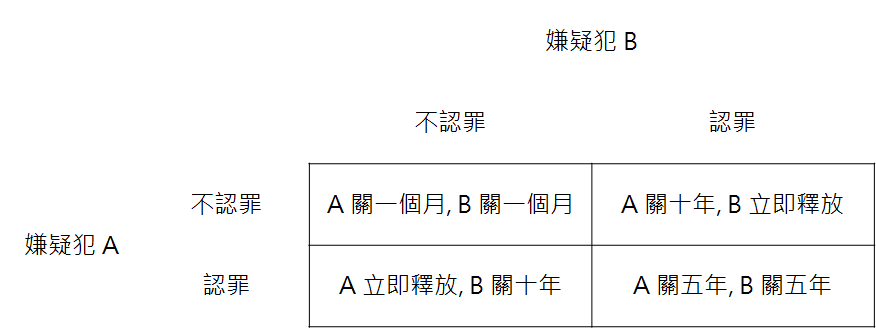 嫌疑犯 B
不認罪 認罪
不認罪 A 關一個月, B 關一個月 A 關十年, B 立即釋放
嫌疑犯 A
認罪 A 立即釋放, B 關十年 A 關五年, B 關五年